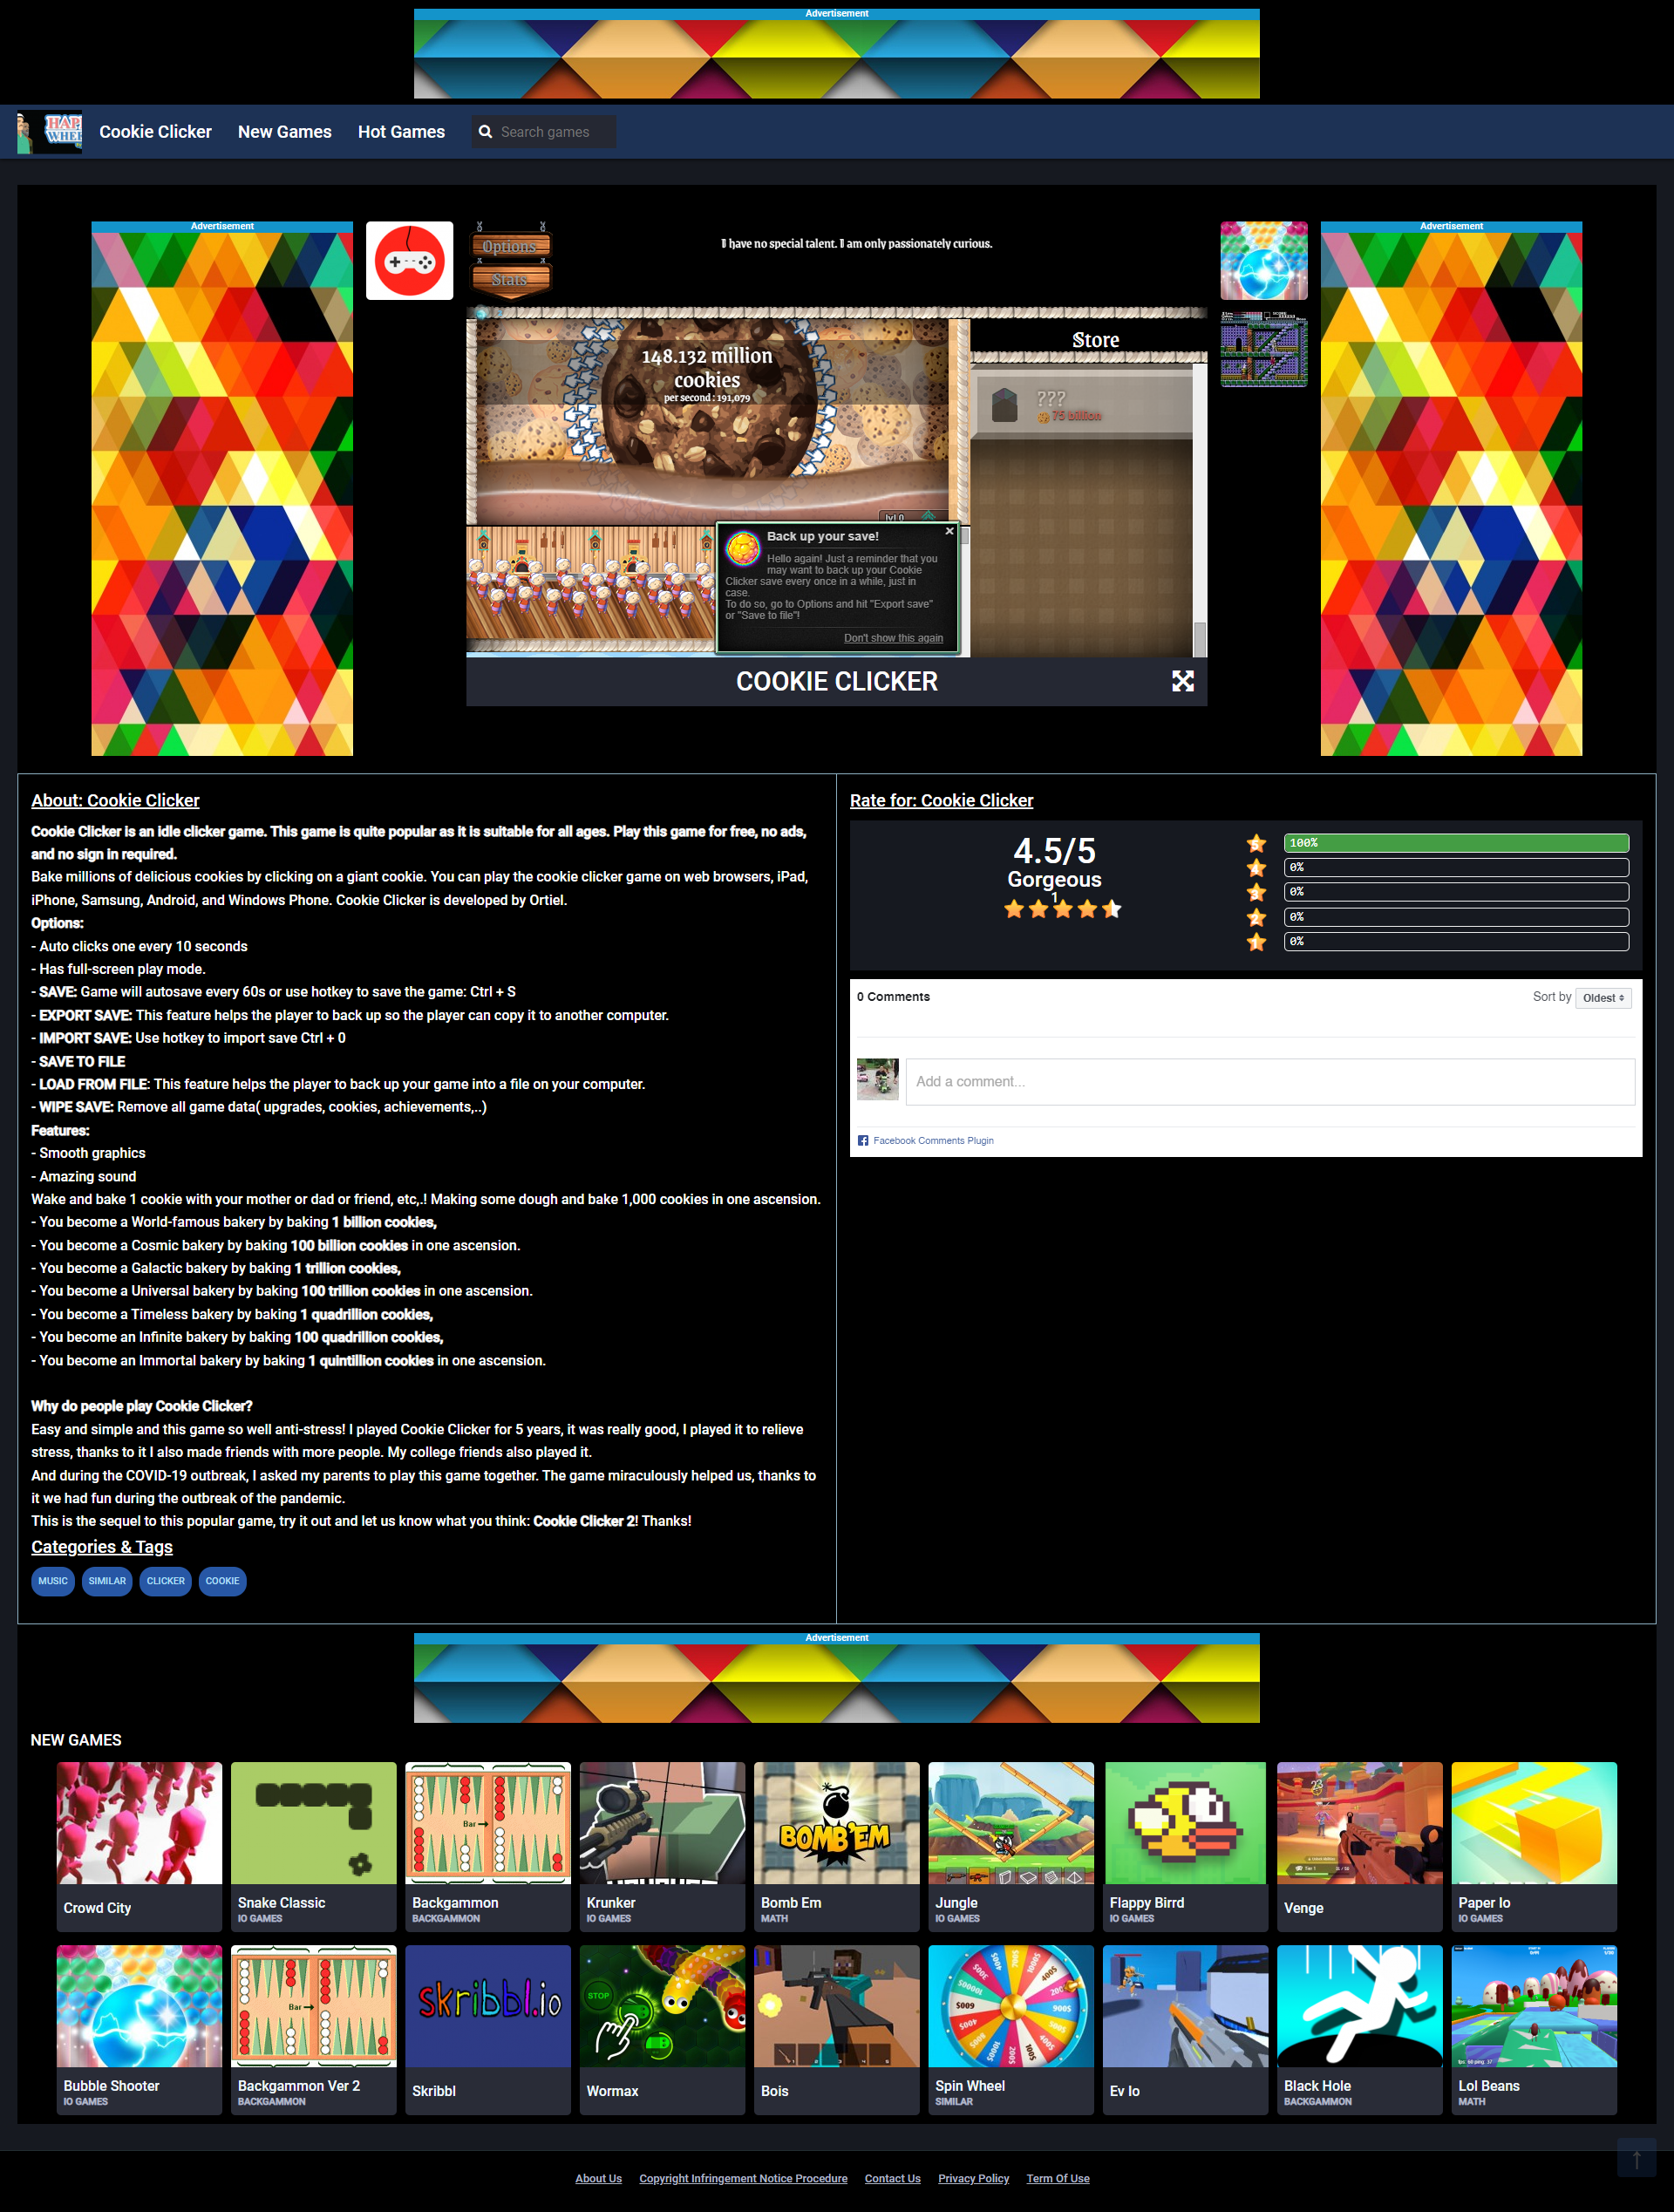 Advertisement
HAP
WHE
Cookie Clicker
New Games
Hot Games
Search games
Advertisement
Options
Stats
I have no special talent. I am only passionately curious.
Advertisement
148.132 million
cookies
per second : 191,079
Store
???
75 billion
lvl 0
Back up your save!
Hello again! Just a reminder that you
may want to back up your Cookie
Clicker save every once in a while, just in
case.
To do so, go to Options and hit "Export save"
or "Save to file"!
Don't show this again
COOKIE CLICKER
About: Cookie Clicker
Cookie Clicker is an idle clicker game. This game is quite popular as it is suitable for all ages. Play this game for free, no ads,
and no sign in required.
Bake millions of delicious cookies by clicking on a giant cookie. You can play the cookie clicker game on web browsers, iPad,
iPhone, Samsung, Android, and Windows Phone. Cookie Clicker is developed by Ortiel.
Options:
- Auto clicks one every 10 seconds
- Has full-screen play mode.
- SAVE: Game will autosave every 60s or use hotkey to save the game: Ctrl + S
- EXPORT SAVE: This feature helps the player to back up so the player can copy it to another computer.
- IMPORT SAVE: Use hotkey to import save Ctrl + 0
- SAVE TO FILE
- LOAD FROM FILE: This feature helps the player to back up your game into a file on your computer.
- WIPE SAVE: Remove all game data( upgrades, cookies, achievements,..)
Features:
- Smooth graphics
- Amazing sound
Wake and bake 1 cookie with your mother or dad or friend, etc,.! Making some dough and bake 1,000 cookies in one ascension.
- You become a World-famous bakery by baking 1 billion cookies,
- You become a Cosmic bakery by baking 100 billion cookies in one ascension.
- You become a Galactic bakery by baking 1 trillion cookies,
- You become a Universal bakery by baking 100 trillion cookies in one ascension.
- You become a Timeless bakery by baking 1 quadrillion cookies,
- You become an Infinite bakery by baking 100 quadrillion cookies,
- You become an Immortal bakery by baking 1 quintillion cookies in one ascension.
Why do people play Cookie Clicker?
Easy and simple and this game so well anti-stress! I played Cookie Clicker for 5 years, it was really good, I played it to relieve
stress, thanks to it I also made friends with more people. My college friends also played it.
And during the COVID-19 outbreak, I asked my parents to play this game together. The game miraculously helped us, thanks to
it we had fun during the outbreak of the pandemic.
This is the sequel to this popular game, try it out and let us know what you think: Cookie Clicker 2! Thanks!
Categories & Tags
MUSIC
SIMILAR
CLICKER
COOKIE
Rate for: Cookie Clicker
4.5/5
Gorgeous
1
5
100%
4
0%
3
0%
2
0%
1
0%
0 Comments
Sort by
Oldest
Add a comment...
Facebook Comments Plugin
Advertisement
NEW GAMES
Bar
BOMB'EM
23
Crowd City
Snake Classic
IO GAMES
Backgammon
BACKGAMMON
Krunker
IO GAMES
Bomb Em
MATH
Jungle
IO GAMES
Flappy Birrd
IO GAMES
Venge
Paper Io
IO GAMES
Bar
skribbl.io
STOP
Bubble Shooter
IO GAMES
Backgammon Ver 2
BACKGAMMON
Skribbl
Wormax
Bois
Spin Wheel
SIMILAR
Ev Io
Black Hole
BACKGAMMON
Lol Beans
MATH
About Us
Copyright Infringement Notice Procedure
Contact Us
Privacy Policy
Term Of Use